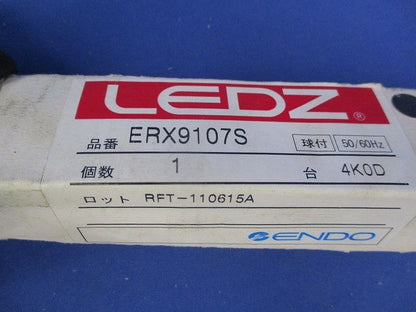 LEDZ®
品番 ERX9107S 球付 50/60Hz
個数 1 台 4K0D
ロット RFT-110615A
ENDO